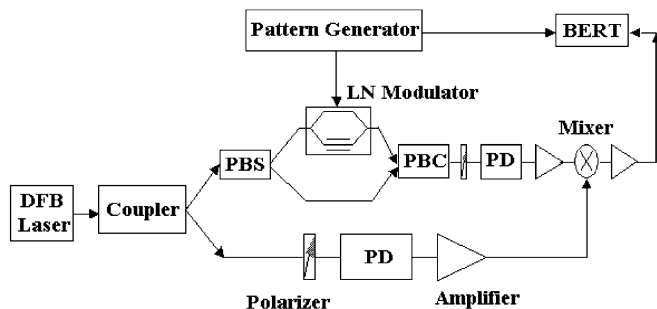 Pattern Generator
BERT
LN Modulator
Mixer
PBS
PBC
PD
DFB
Laser
Coupler
PD
Polarizer
Amplifier